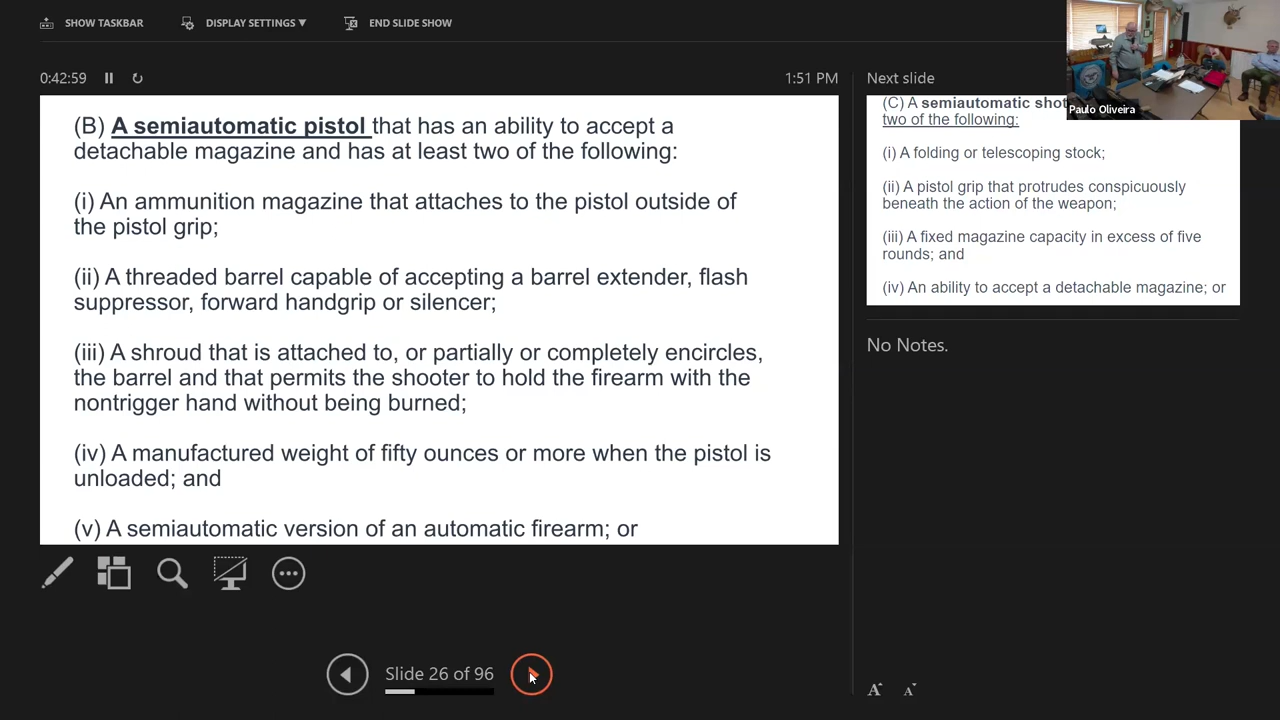 SHOW TASKBAR
DISPLAY SETTINGS ▼
END SLIDE SHOW
0:42:59
1:51 PM
(B) A semiautomatic pistol that has an ability to accept a
detachable magazine and has at least two of the following:
(i) An ammunition magazine that attaches to the pistol outside of
the pistol grip;
(ii) A threaded barrel capable of accepting a barrel extender, flash
suppressor, forward handgrip or silencer;
(iii) A shroud that is attached to, or partially or completely encircles,
the barrel and that permits the shooter to hold the firearm with the
nontrigger hand without being burned;
(iv) A manufactured weight of fifty ounces or more when the pistol is
unloaded; and
(v) A semiautomatic version of an automatic firearm; or
Slide 26 of 96
Next slide
Paulo Oliveira
(C) A semiautomatic
two of the following:
(i) A folding or telescoping stock;
(ii) A pistol grip that protrudes conspicuously
beneath the action of the weapon;
(iii) A fixed magazine capacity in excess of five
rounds; and
(iv) An ability to accept a detachable magazine; or
No Notes.
A A